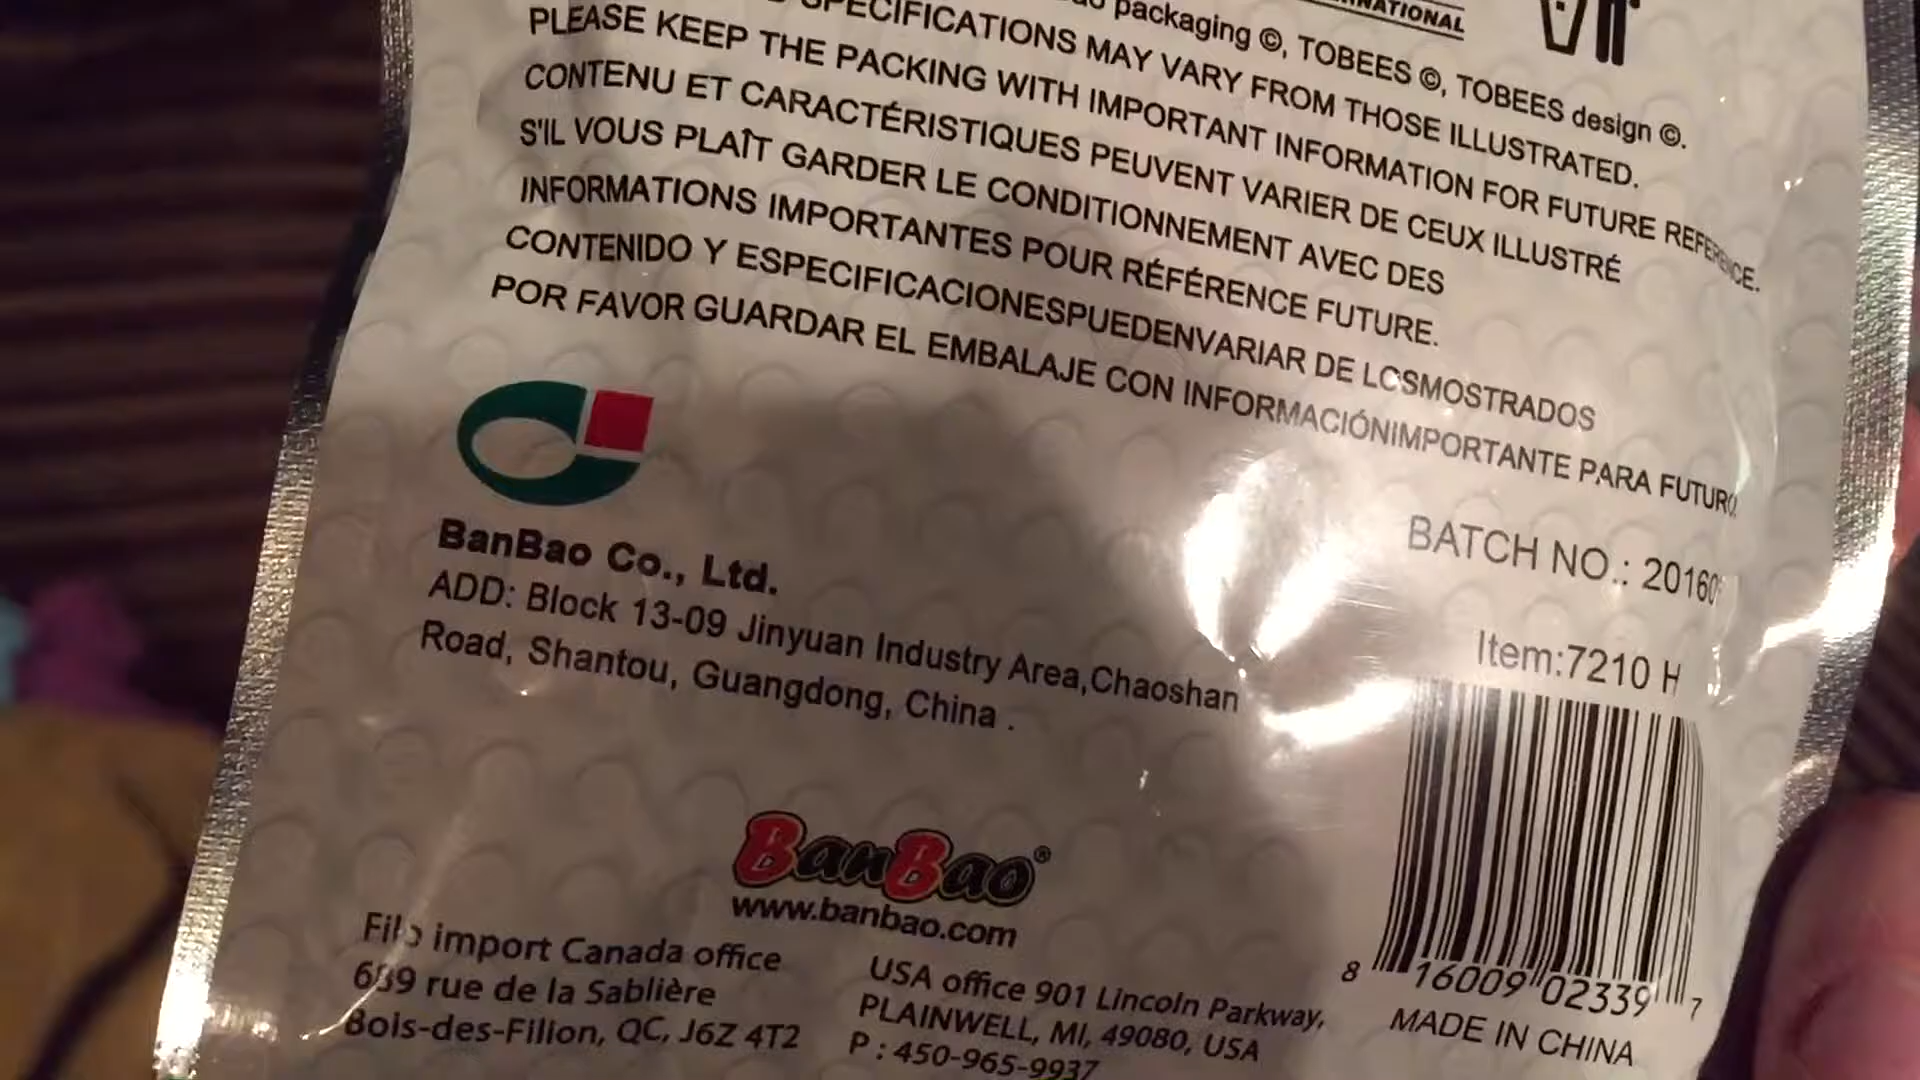 packaging ©, TOBEES ©, TOBEES design ©.
SPECIFICATIONS MAY VARY FROM THOSE ILLUSTRATED.
PLEASE KEEP THE PACKING WITH IMPORTANT INFORMATION FOR FUTURE REFERENCE.
CONTENU ET CARACTÉRISTIQUES PEUVENT VARIER DE CEUX ILLUSTRÉ
S'IL VOUS PLAÎT GARDER LE CONDITIONNEMENT AVEC DES
INFORMATIONS IMPORTANTES POUR RÉFÉRENCE FUTURE.
CONTENIDO Y ESPECIFICACIONESPUEDENVARIAR DE LOSMOSTRADOS
POR FAVOR GUARDAR EL EMBALAJE CON INFORMACIÓNIMPORTANTE PARA FUTURO.
BATCH NO.: 20160
Item:7210 H
BanBao Co., Ltd.
ADD: Block 13-09 Jinyuan Industry Area,Chaoshan
Road, Shantou, Guangdong, China .
BanBao®
www.banbao.com
Filo import Canada office
rue de la Sablière
Bois-des-Filion, QC, J6Z 4T2
USA office 901 Lincoln Parkway,
PLAINWELL, MI, 49080, USA
P : 450-965-9937
8 16009 02339 7
MADE IN CHINA